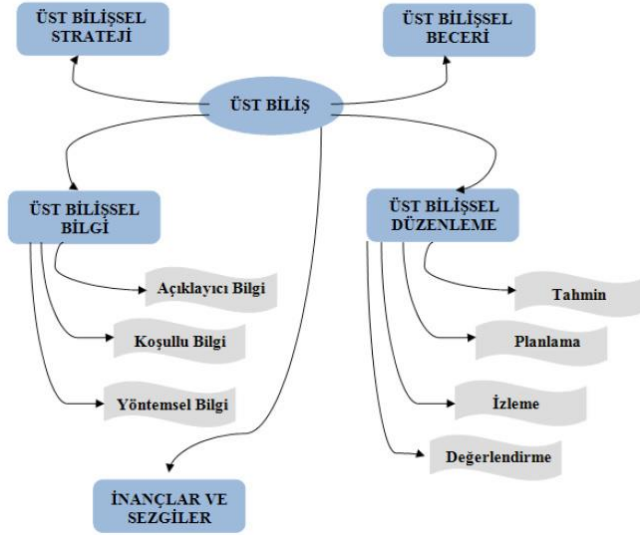 ÜST BİLİŞSEL
STRATEJİ
ÜST BİLİŞSEL
BECERİ
ÜST BİLİŞ
ÜST BİLİŞSEL
BİLGİ
ÜST BİLİŞSEL
DÜZENLEME
Açıklayıcı Bilgi
Koşullu Bilgi
Yöntemsel Bilgi
Tahmin
Planlama
İzleme
Değerlendirme
İNANÇLAR VE
SEZGİLER